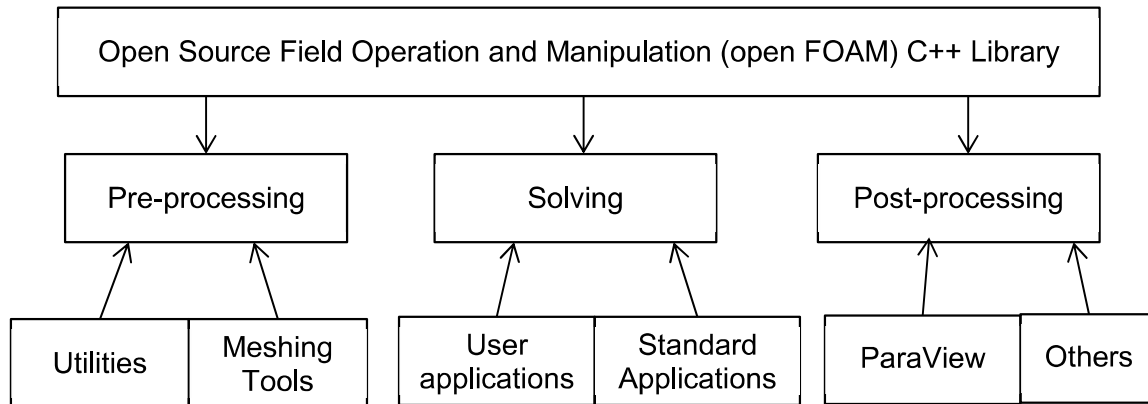 Open Source Field Operation and Manipulation (open FOAM) C++ Library
Pre-processing
Solving
Post-processing
Utilities
Meshing
Tools
User
applications
Standard
Applications
ParaView
Others